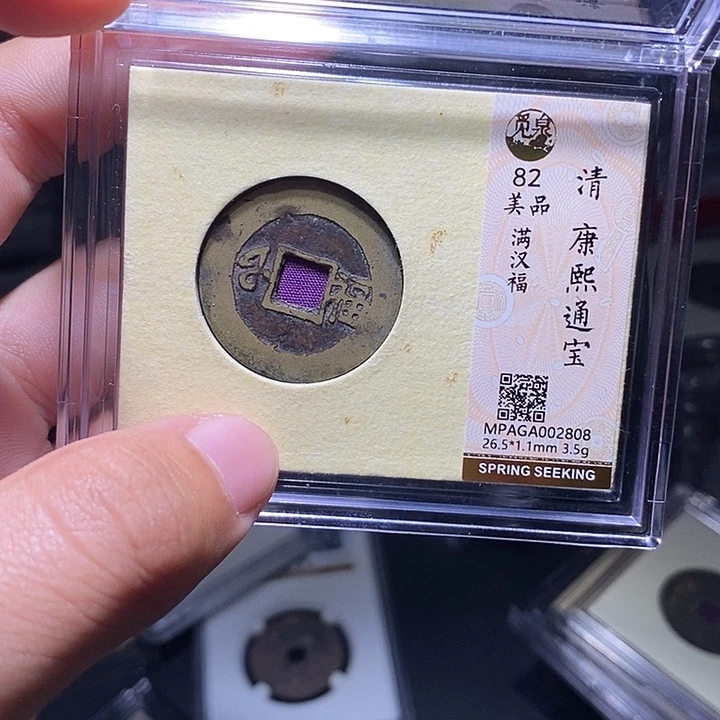 觅泉
82
美品
满汉福
清 康熙通宝
福
MPAGA002808
26.5*1.1mm 3.5g
SPRING SEEKING